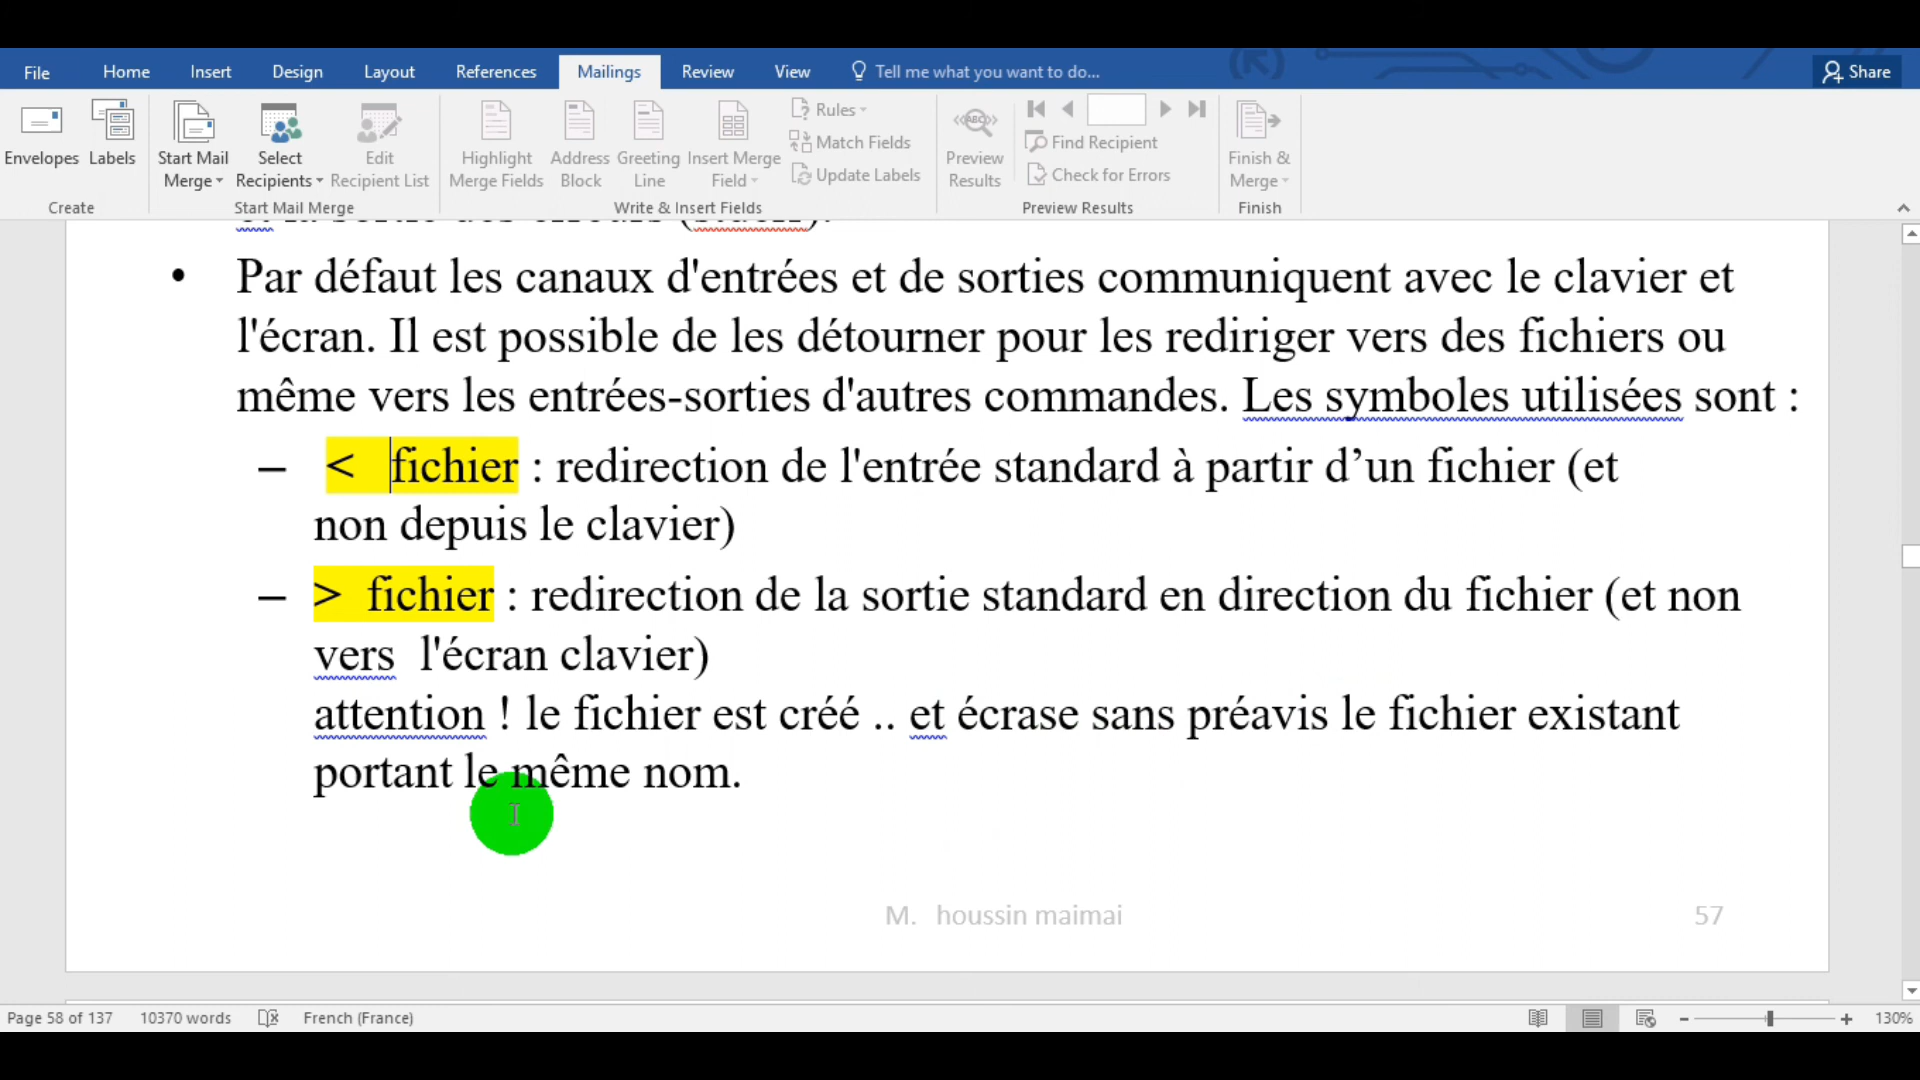 File Home Insert Design Layout References Mailings Review View Tell me what you want to do... Share
Envelopes Labels Start Mail Merge Select Recipients Edit Recipient List Highlight Merge Fields Address Block Greeting Line Insert Merge Field Rules Match Fields Update Labels Preview Results Find Recipient Check for Errors Finish & Merge
Create Start Mail Merge Write & Insert Fields Preview Results Finish
et la sortie des erreurs (stderr).
• Par défaut les canaux d'entrées et de sorties communiquent avec le clavier et
l'écran. Il est possible de les détourner pour les rediriger vers des fichiers ou
même vers les entrées-sorties d'autres commandes. Les symboles utilisées sont :
– < fichier : redirection de l'entrée standard à partir d’un fichier (et
non depuis le clavier)
– > fichier : redirection de la sortie standard en direction du fichier (et non
vers l'écran clavier)
attention ! le fichier est créé .. et écrase sans préavis le fichier existant
portant le même nom.
M. houssin maimai 57
Page 58 of 137 10370 words French (France) 130%